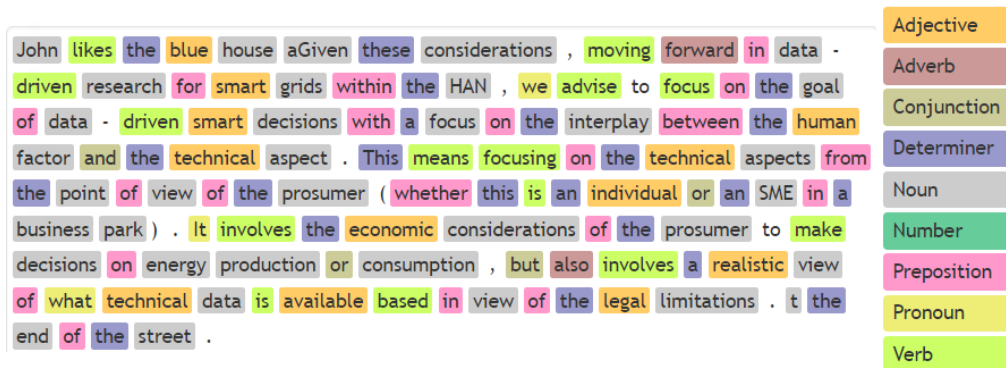 John likes the blue house aGiven these considerations , moving forward in data -
driven research for smart grids within the HAN , we advise to focus on the goal
of data - driven smart decisions with a focus on the interplay between the human
factor and the technical aspect . This means focusing on the technical aspects from
the point of view of the prosumer ( whether this is an individual or an SME in a
business park ) . It involves the economic considerations of the prosumer to make
decisions on energy production or consumption , but also involves a realistic view
of what technical data is available based in view of the legal limitations . t the
end of the street .
Adjective
Adverb
Conjunction
Determiner
Noun
Number
Preposition
Pronoun
Verb